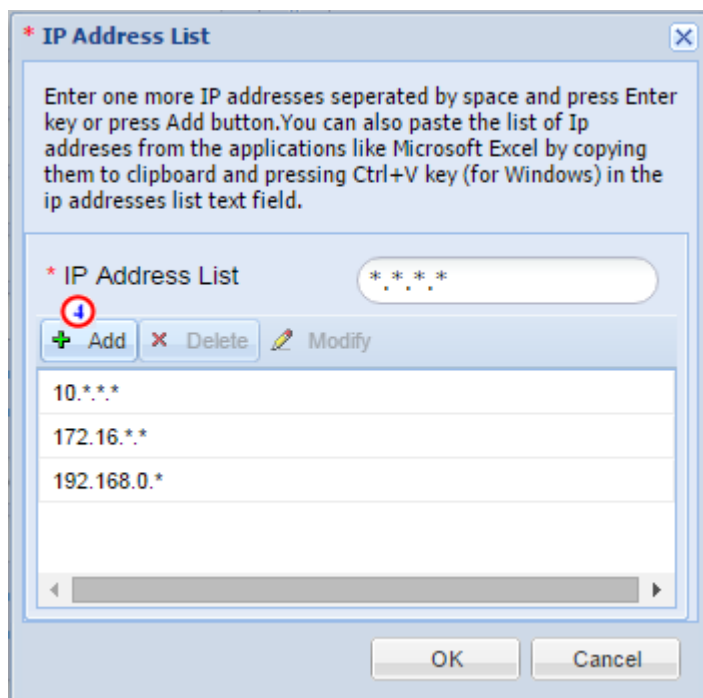 * IP Address List
Enter one more IP addresses seperated by space and press Enter
key or press Add button.You can also paste the list of Ip
addreses from the applications like Microsoft Excel by copying
them to clipboard and pressing Ctrl+V key (for Windows) in the
ip addresses list text field.
* IP Address List *.*.*.*
4
Add Delete Modify
10.*.*.*
172.16.*.*
192.168.0.*
OK Cancel